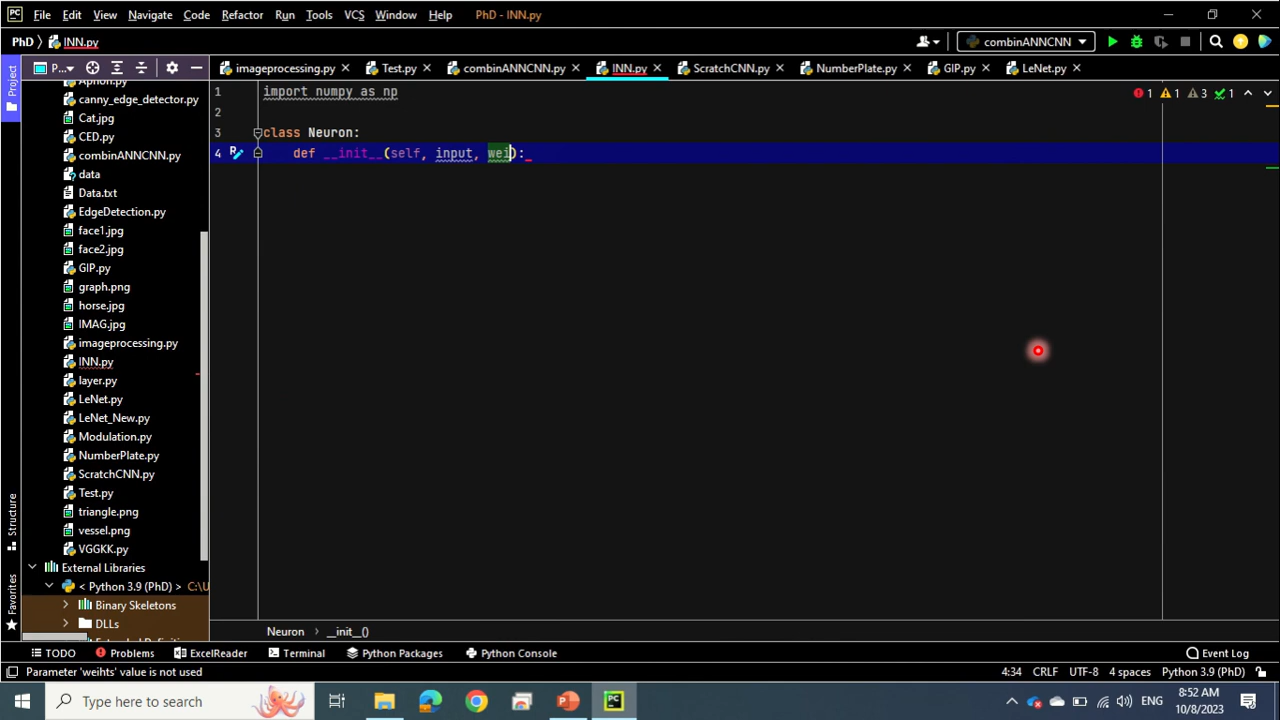 PC File Edit View Navigate Code Refactor Run Tools VCS Window Help PhD - INN.py
PhD INN.py combinANNCNN
Project P... imageprocessing.py Test.py combinANNCNN.py INN.py ScratchCNN.py NumberPlate.py GIP.py LeNet.py
canny_edge_detector.py
Cat.jpg
CED.py
combinANNCNN.py
data
Data.txt
EdgeDetection.py
face1.jpg
face2.jpg
GIP.py
graph.png
horse.jpg
IMAG.jpg
imageprocessing.py
INN.py
layer.py
LeNet.py
LeNet_New.py
Modulation.py
NumberPlate.py
ScratchCNN.py
Test.py
triangle.png
vessel.png
VGGKK.py
External Libraries
< Python 3.9 (PhD) > C:\U
Binary Skeletons
DLLs
Structure
Favorites
1 import numpy as np
2
3 class Neuron:
4 def __init__(self, input, wei):
1 1 3 1
Neuron __init__()
TODO Problems ExcelReader Terminal Python Packages Python Console Event Log
Parameter 'weihts' value is not used 4:34 CRLF UTF-8 4 spaces Python 3.9 (PhD)
Type here to search ENG 8:52 AM
10/8/2023